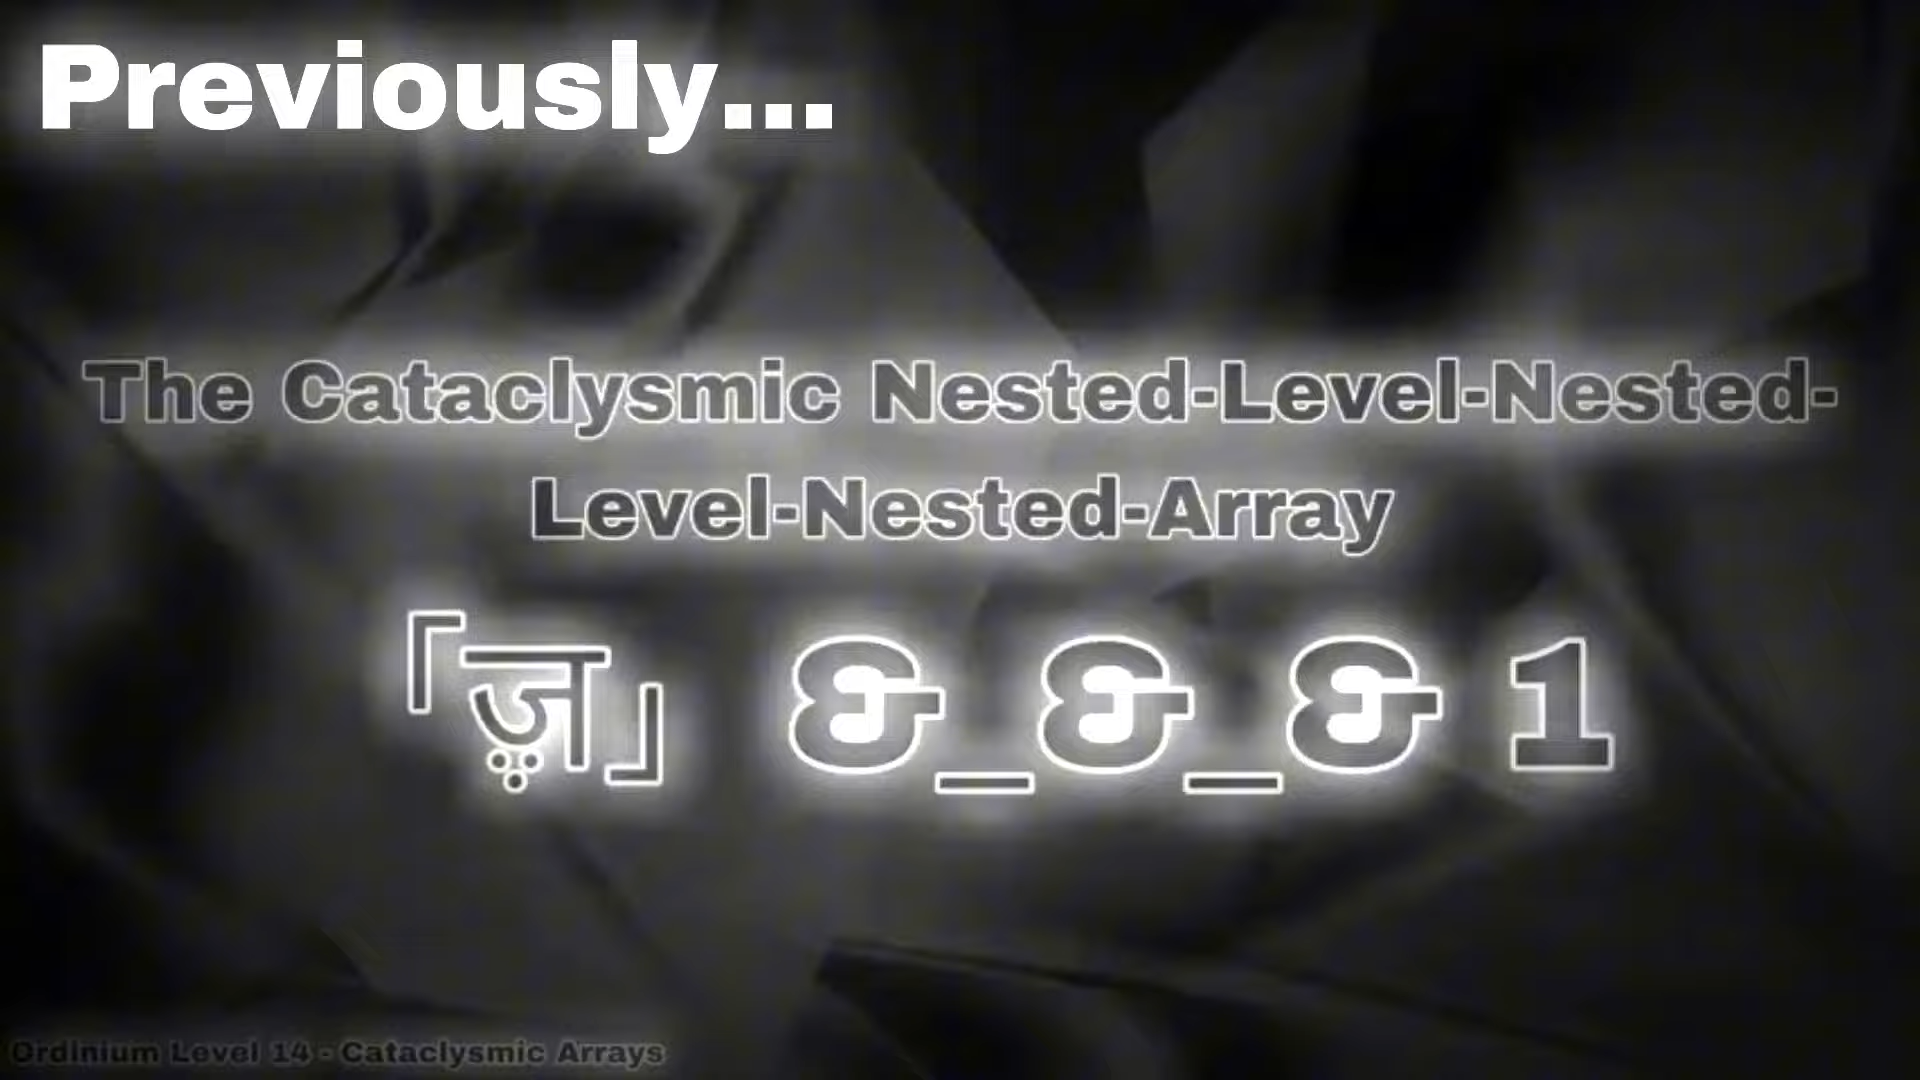 Previously...
The Cataclysmic Nested-Level-Nested-
Level-Nested-Array
「ज़」 &_&_& 1
Ordinium Level 14 - Cataclysmic Arrays